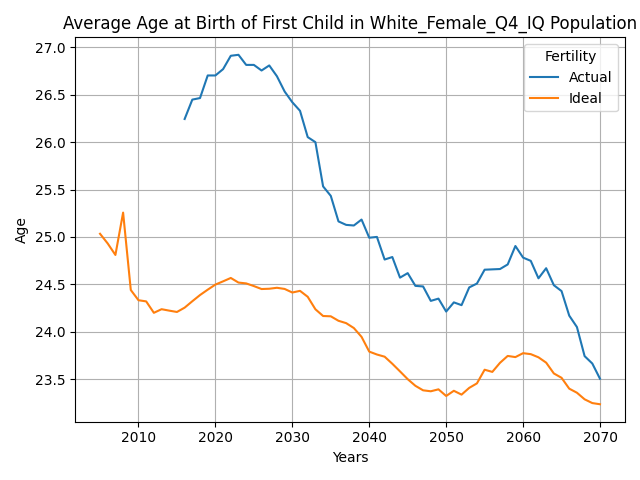 Average Age at Birth of First Child in White_Female_Q4_IQ Population
27.0
26.5
26.0
25.5
25.0
24.5
24.0
23.5
Age
Fertility
Actual
Ideal
2010 2020 2030 2040 2050 2060 2070
Years